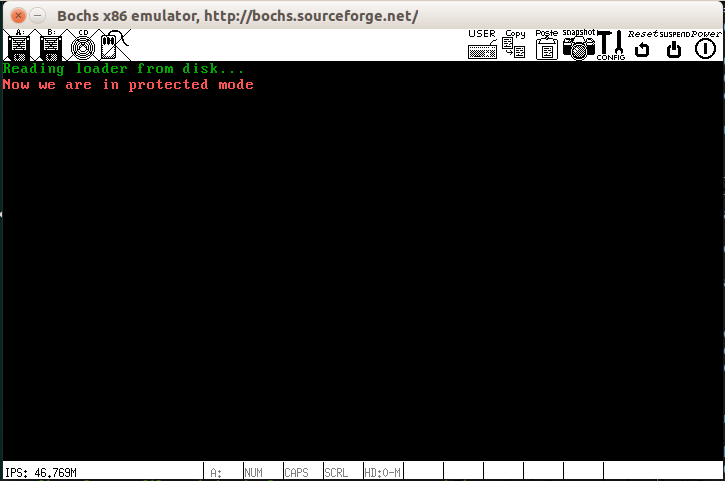 Bochs x86 emulator, http://bochs.sourceforge.net/
A: B: CD USER Copy Paste snapshot CONFIG Reset SUSPEND Power
Reading loader from disk...
Now we are in protected mode
IPS: 46.769M A: NUM CAPS SCRL HD:0-M